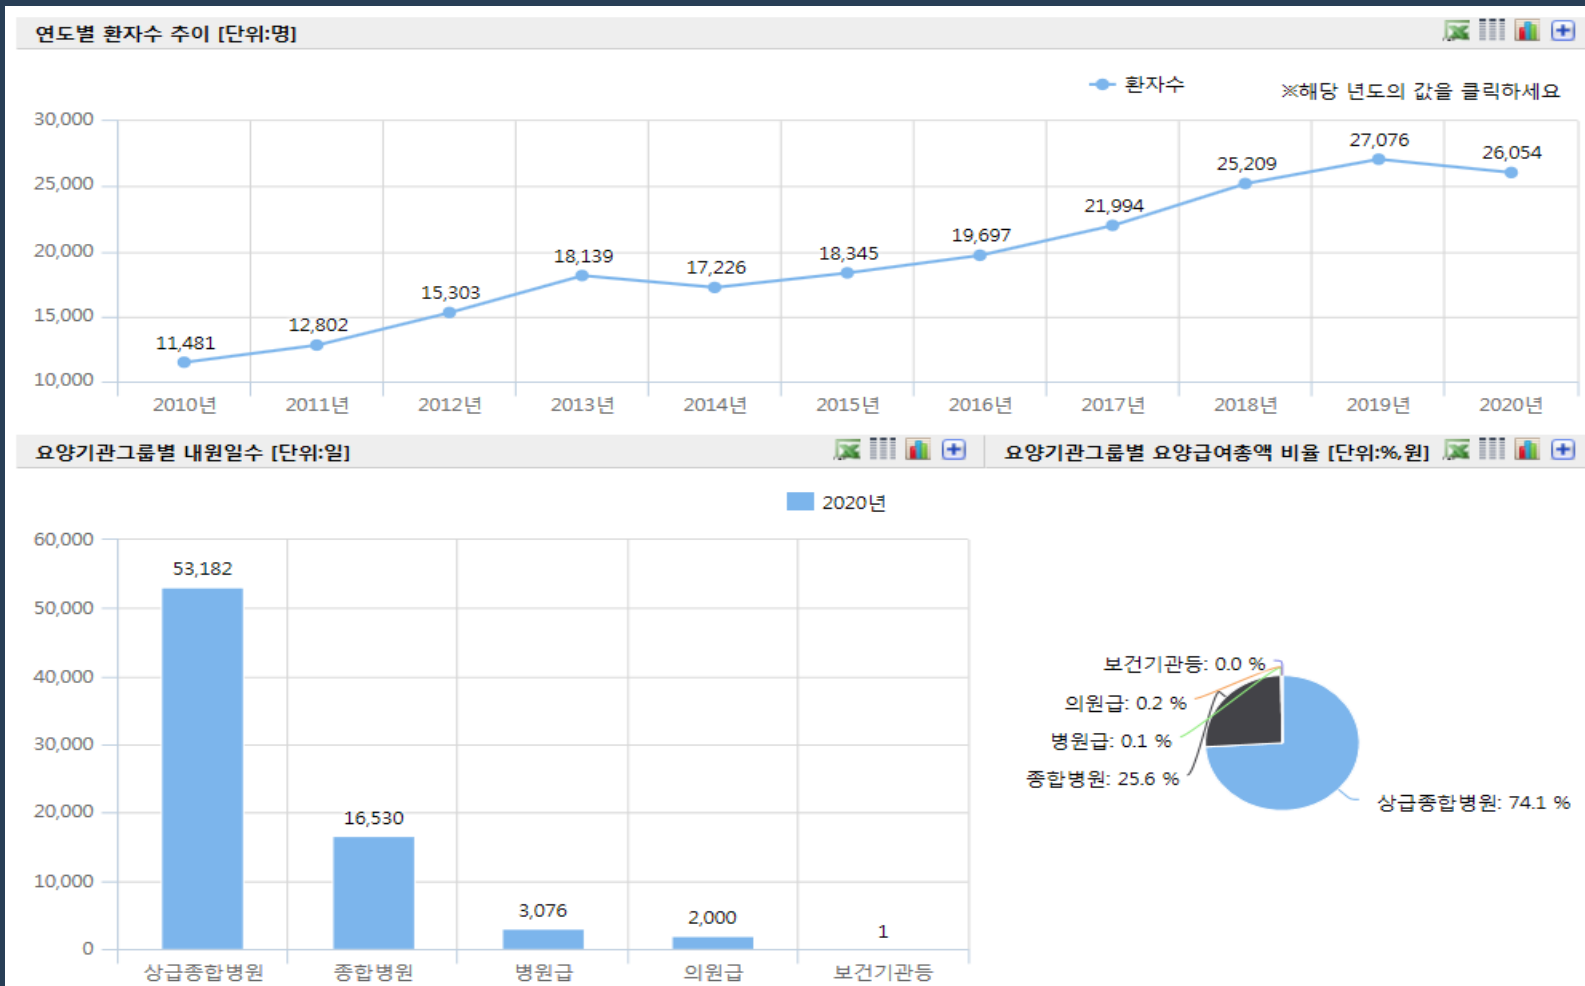 연도별 환자수 추이 [단위:명]
환자수
※해당 년도의 값을 클릭하세요
30,000
25,000
20,000
15,000
10,000
11,481
12,802
15,303
18,139
17,226
18,345
19,697
21,994
25,209
27,076
26,054
2010년 2011년 2012년 2013년 2014년 2015년 2016년 2017년 2018년 2019년 2020년
요양기관그룹별 내원일수 [단위:일]
2020년
60,000
50,000
40,000
30,000
20,000
10,000
0
53,182
16,530
3,076
2,000
1
상급종합병원 종합병원 병원급 의원급 보건기관등
요양기관그룹별 요양급여총액 비율 [단위:%,원]
보건기관등: 0.0 %
의원급: 0.2 %
병원급: 0.1 %
종합병원: 25.6 %
상급종합병원: 74.1 %